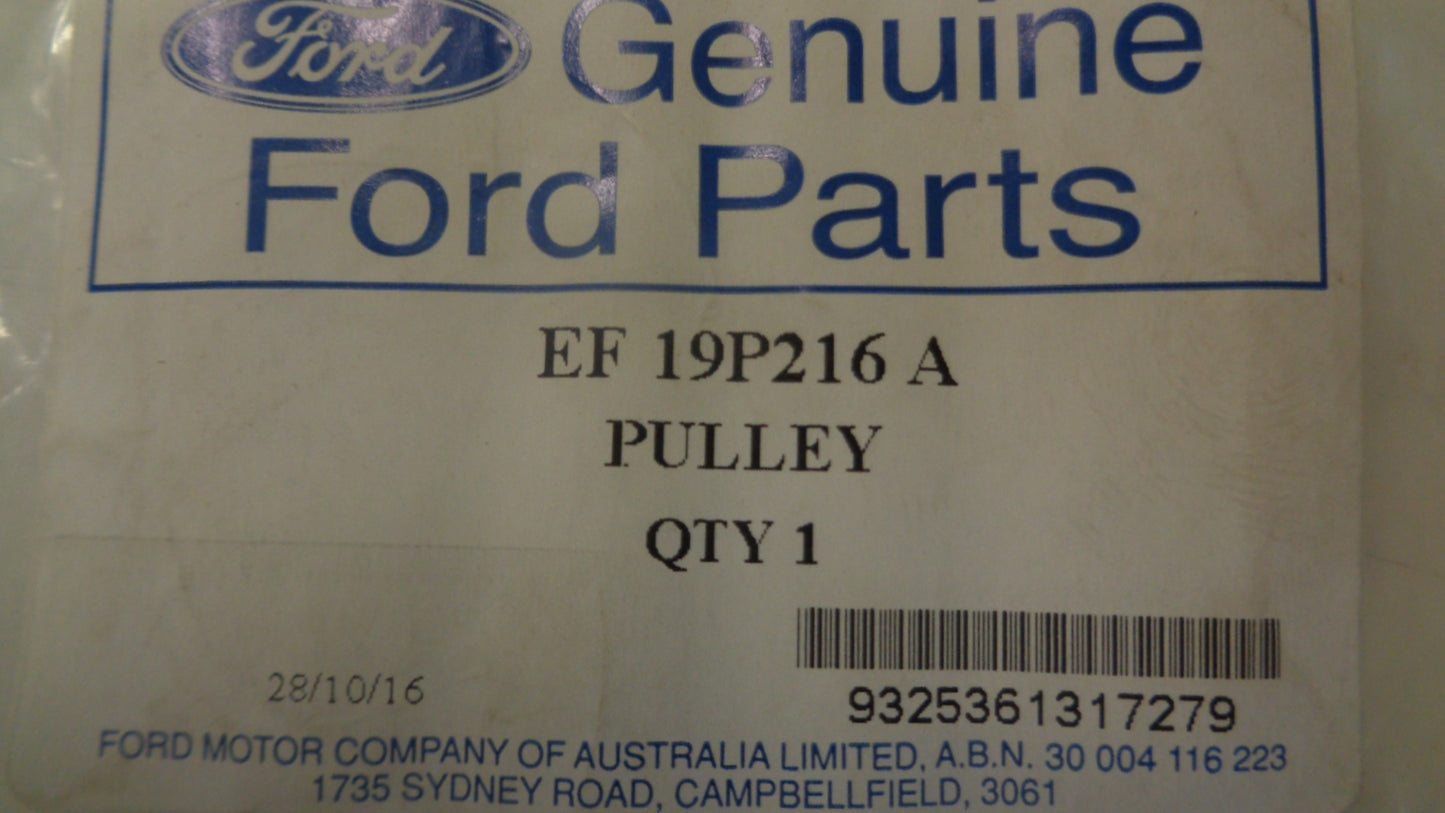 Ford Genuine
Ford Parts
EF 19P216 A
PULLEY
QTY 1
28/10/16
9325361317279
FORD MOTOR COMPANY OF AUSTRALIA LIMITED, A.B.N. 30 004 116 223
1735 SYDNEY ROAD, CAMPBELLFIELD, 3061